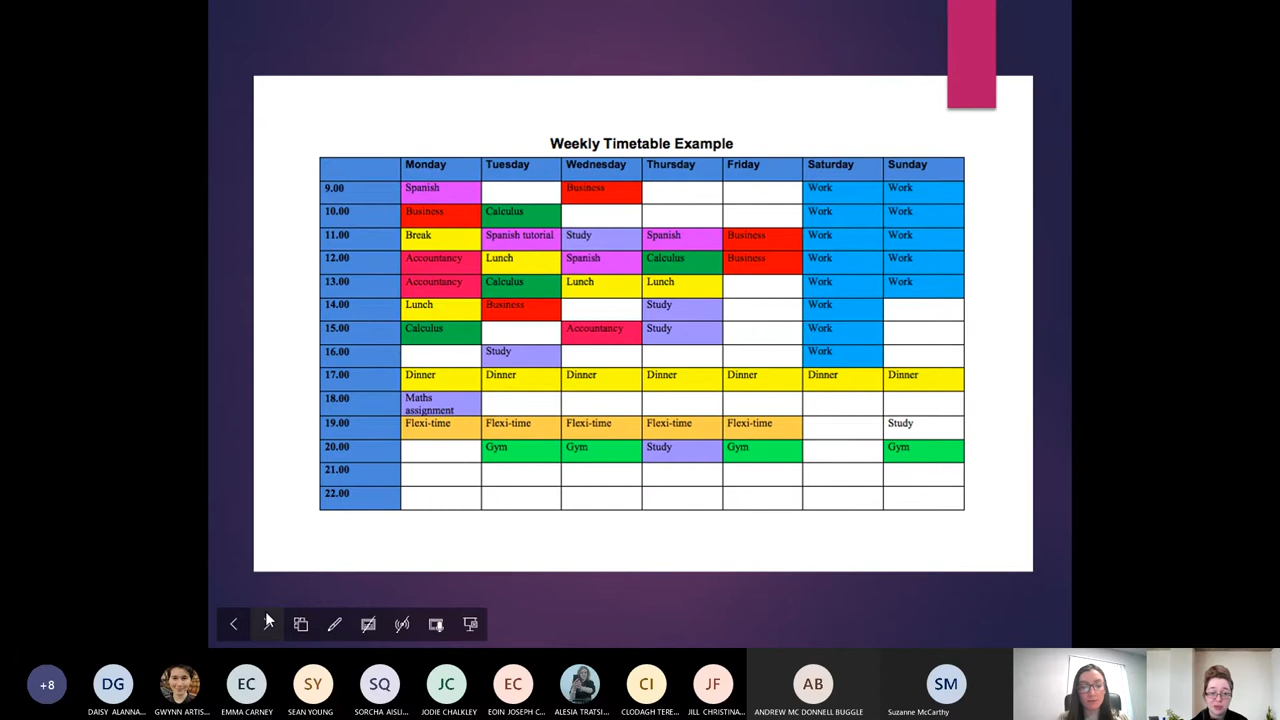 Weekly Timetable Example
Monday Tuesday Wednesday Thursday Friday Saturday Sunday
9.00 Spanish Business Work Work
10.00 Business Calculus Work Work
11.00 Break Spanish tutorial Study Spanish Business Work Work
12.00 Accountancy Lunch Spanish Calculus Business Work Work
13.00 Accountancy Calculus Lunch Lunch Work Work
14.00 Lunch Business Study Work
15.00 Calculus Accountancy Study Work
16.00 Study Work
17.00 Dinner Dinner Dinner Dinner Dinner Dinner Dinner
18.00 Maths
assignment
19.00 Flexi-time Flexi-time Flexi-time Flexi-time Flexi-time Study
20.00 Gym Gym Study Gym Gym
21.00
22.00
+8 DG EC SY SQ JC EC CI JF AB SM
DAISY ALANNA... GWYNN ARTIS... EMMA CARNEY SEAN YOUNG SORCHA AISLI... JODIE CHALKLEY EOIN JOSEPH C... ALESIA TRATSI... CLODAGH TERE... JILL CHRISTINA... ANDREW MC DONNELL BUGGLE Suzanne McCarthy